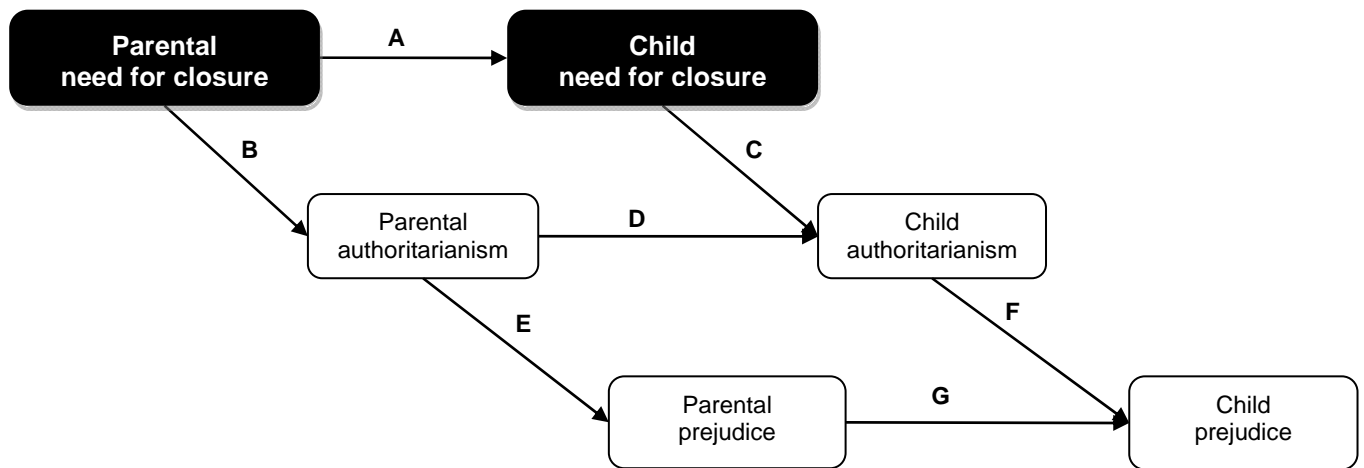 Parental
need for closure
A
Child
need for closure
B
C
Parental
authoritarianism
D
Child
authoritarianism
E
F
Parental
prejudice
G
Child
prejudice